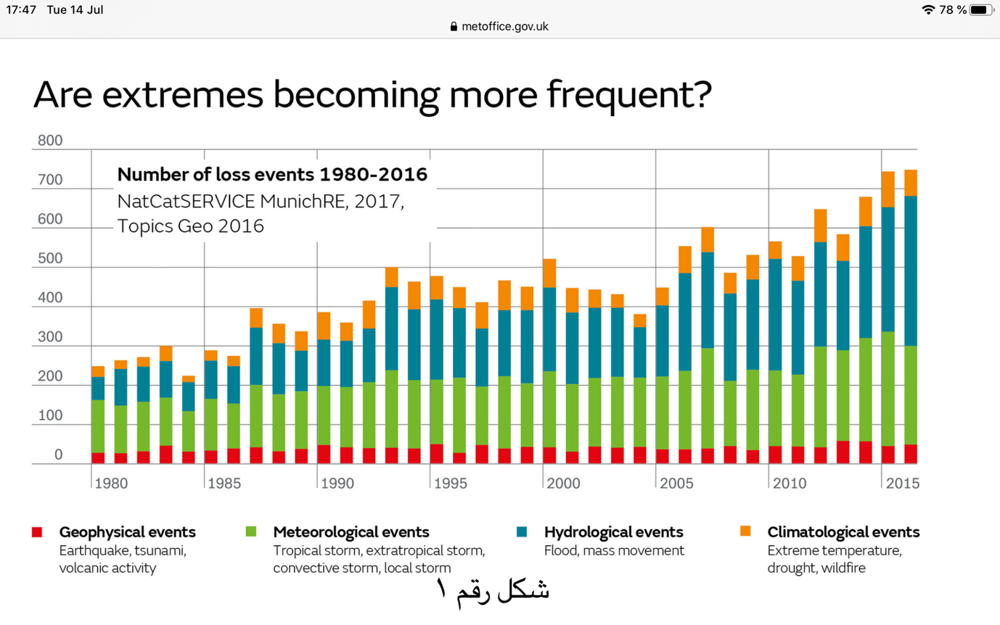 17:47 Tue 14 Jul
78 %
metoffice.gov.uk
Are extremes becoming more frequent?
800
Number of loss events 1980-2016
700
NatCatSERVICE MunichRE, 2017,
Topics Geo 2016
600
500
400
300
200
100
0
1980 1985 1990 1995 2000 2005 2010 2015
Geophysical events
Earthquake, tsunami,
volcanic activity
Meteorological events
Tropical storm, extratropical storm,
convective storm, local storm
Hydrological events
Flood, mass movement
Climatological events
Extreme temperature,
drought, wildfire
شكل رقم ١